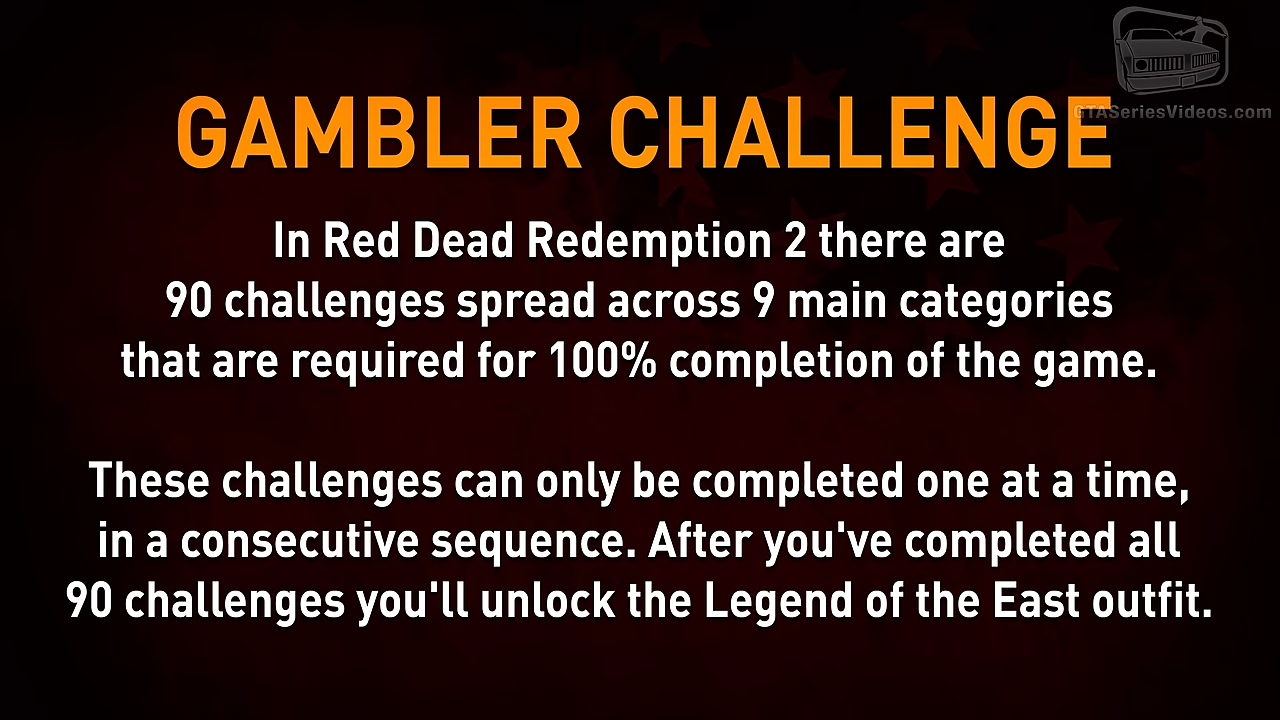 GTASeriesVideos.com
GAMBLER CHALLENGE
In Red Dead Redemption 2 there are
90 challenges spread across 9 main categories
that are required for 100% completion of the game.
These challenges can only be completed one at a time,
in a consecutive sequence. After you've completed all
90 challenges you'll unlock the Legend of the East outfit.